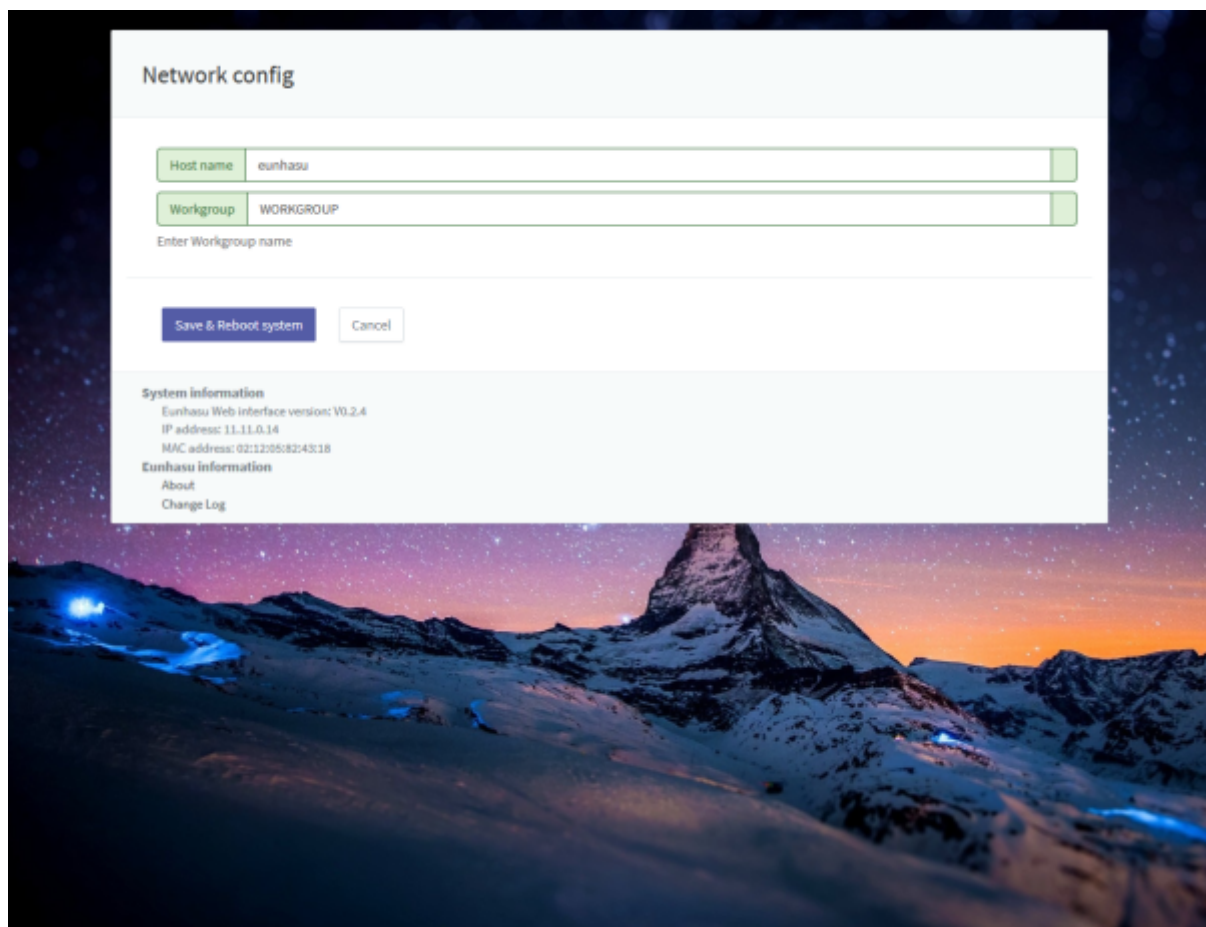 Network config
Host name eunhasu
Workgroup WORKGROUP
Enter Workgroup name
Save & Reboot system Cancel
System information
Eunhasu Web interface version: V0.2.4
IP address: 11.11.0.14
MAC address: 02:12:05:82:43:18
Eunhasu information
About
Change Log